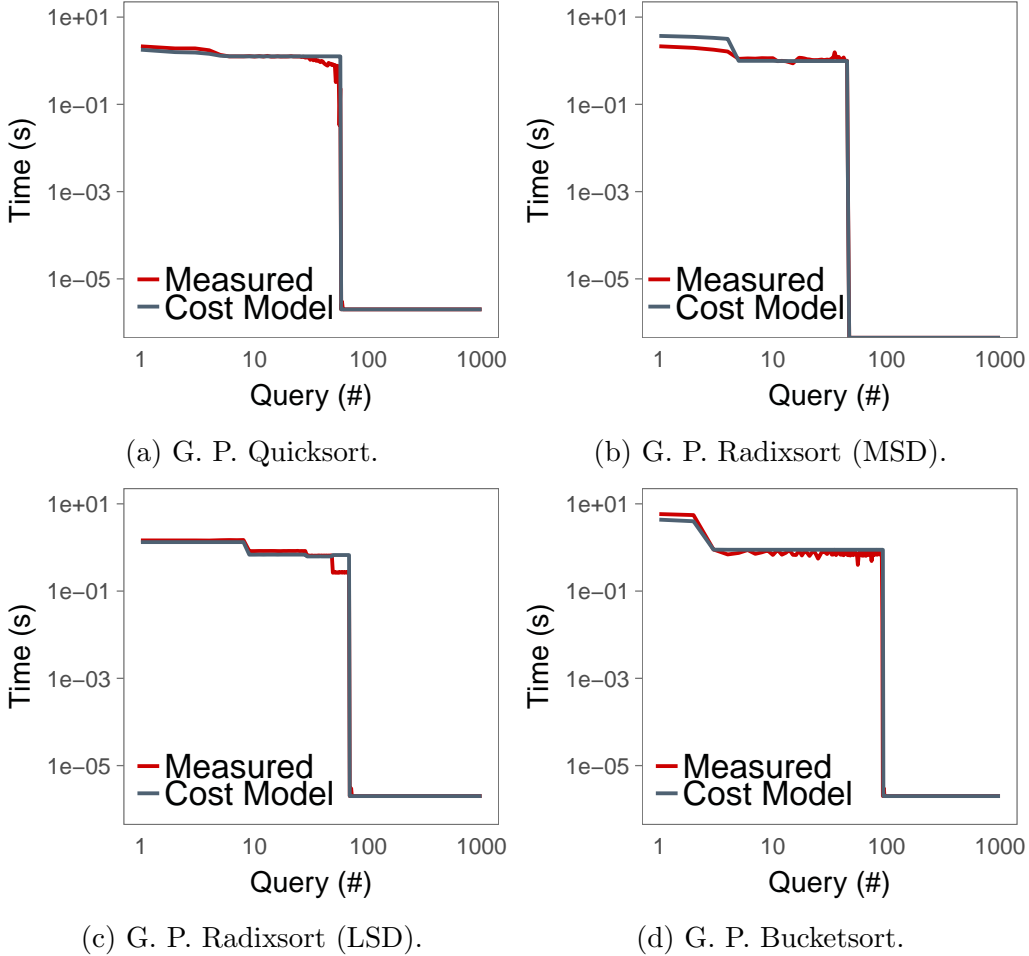 1e+01
1e−01
1e−03
1e−05
Time (s)
Measured
Cost Model
1 10 100 1000
Query (#)
(a) G. P. Quicksort.
1e+01
1e−01
1e−03
1e−05
Time (s)
Measured
Cost Model
1 10 100 1000
Query (#)
(b) G. P. Radixsort (MSD).
1e+01
1e−01
1e−03
1e−05
Time (s)
Measured
Cost Model
1 10 100 1000
Query (#)
(c) G. P. Radixsort (LSD).
1e+01
1e−01
1e−03
1e−05
Time (s)
Measured
Cost Model
1 10 100 1000
Query (#)
(d) G. P. Bucketsort.